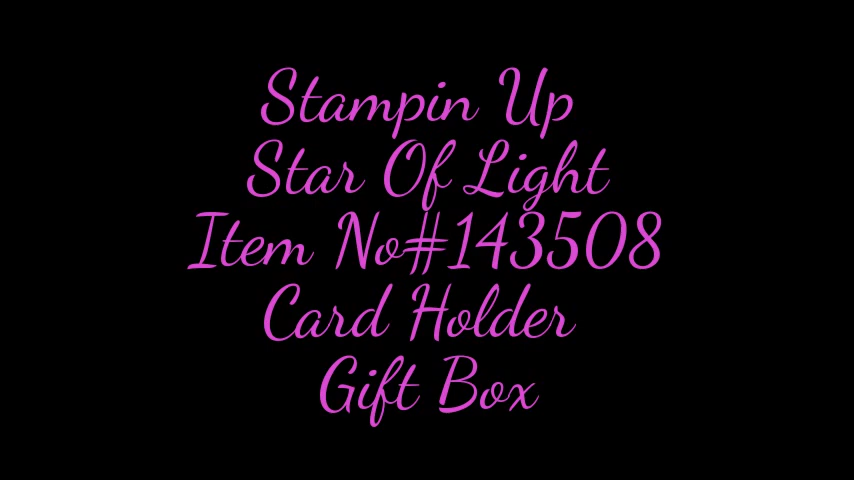 Stampin Up
Star Of Light
Item No#143508
Card Holder
Gift Box